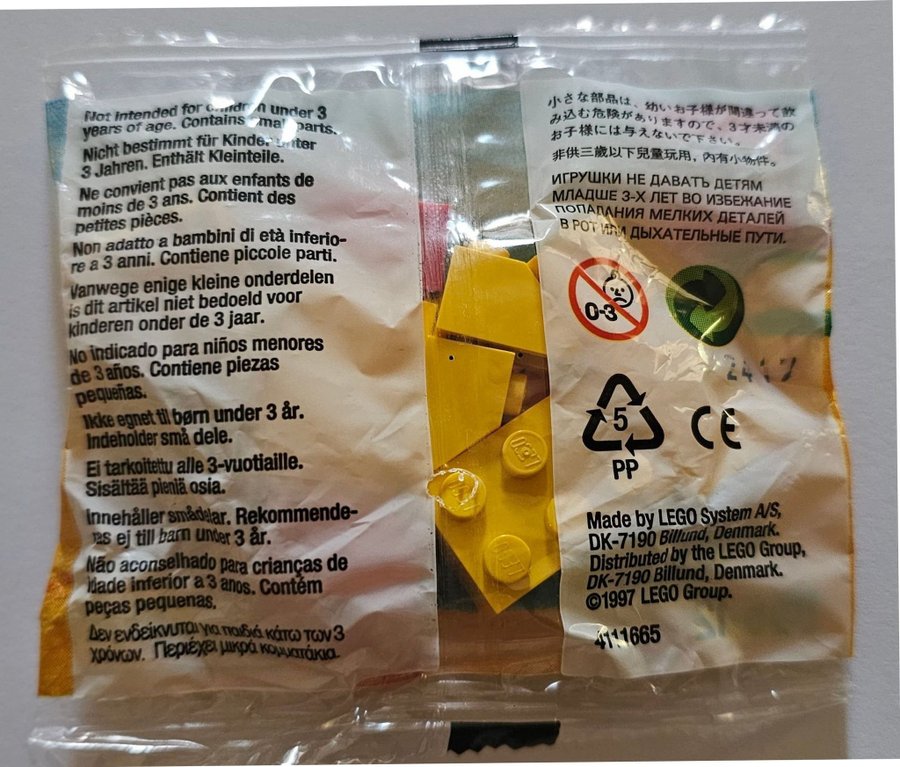 Not intended for children under 3
years of age. Contains small parts.
Nicht bestimmt für Kinder unter
3 Jahren. Enthält Kleinteile.
Ne convient pas aux enfants de
moins de 3 ans. Contient des
petites pièces.
Non adatto a bambini di età inferio-
re a 3 anni. Contiene piccole parti.
Vanwege enige kleine onderdelen
is dit artikel niet bedoeld voor
kinderen onder de 3 jaar.
No indicado para niños menores
de 3 años. Contiene piezas
pequeñas.
Ikke egnet til børn under 3 år.
Indeholder små dele.
Ei tarkoitettu alle 3-vuotiaille.
Sisältää pieniä osia.
Innehåller smådelar. Rekommende-
ras ej till barn under 3 år.
Não aconselhado para crianças de
idade inferior a 3 anos. Contém
peças pequenas.
Δεν ενδείκνυται για παιδιά κάτω των 3
χρόνων. Περιέχει μικρά κομματάκια.
小さな部品は、幼いお子様が間違って飲
み込む危険がありますので、3才未満の
お子様には与えないで下さい。
非供三歲以下兒童玩用，內有小物件。
ИГРУШКИ НЕ ДАВАТЬ ДЕТЯМ
МЛАДШЕ 3-Х ЛЕТ ВО ИЗБЕЖАНИЕ
ПОПАДАНИЯ МЕЛКИХ ДЕТАЛЕЙ
В РОТ ИЛИ ДЫХАТЕЛЬНЫЕ ПУТИ.
0-3
5
PP
CE
Made by LEGO System A/S,
DK-7190 Billund, Denmark.
Distributed by the LEGO Group,
DK-7190 Billund, Denmark.
©1997 LEGO Group.
4111665